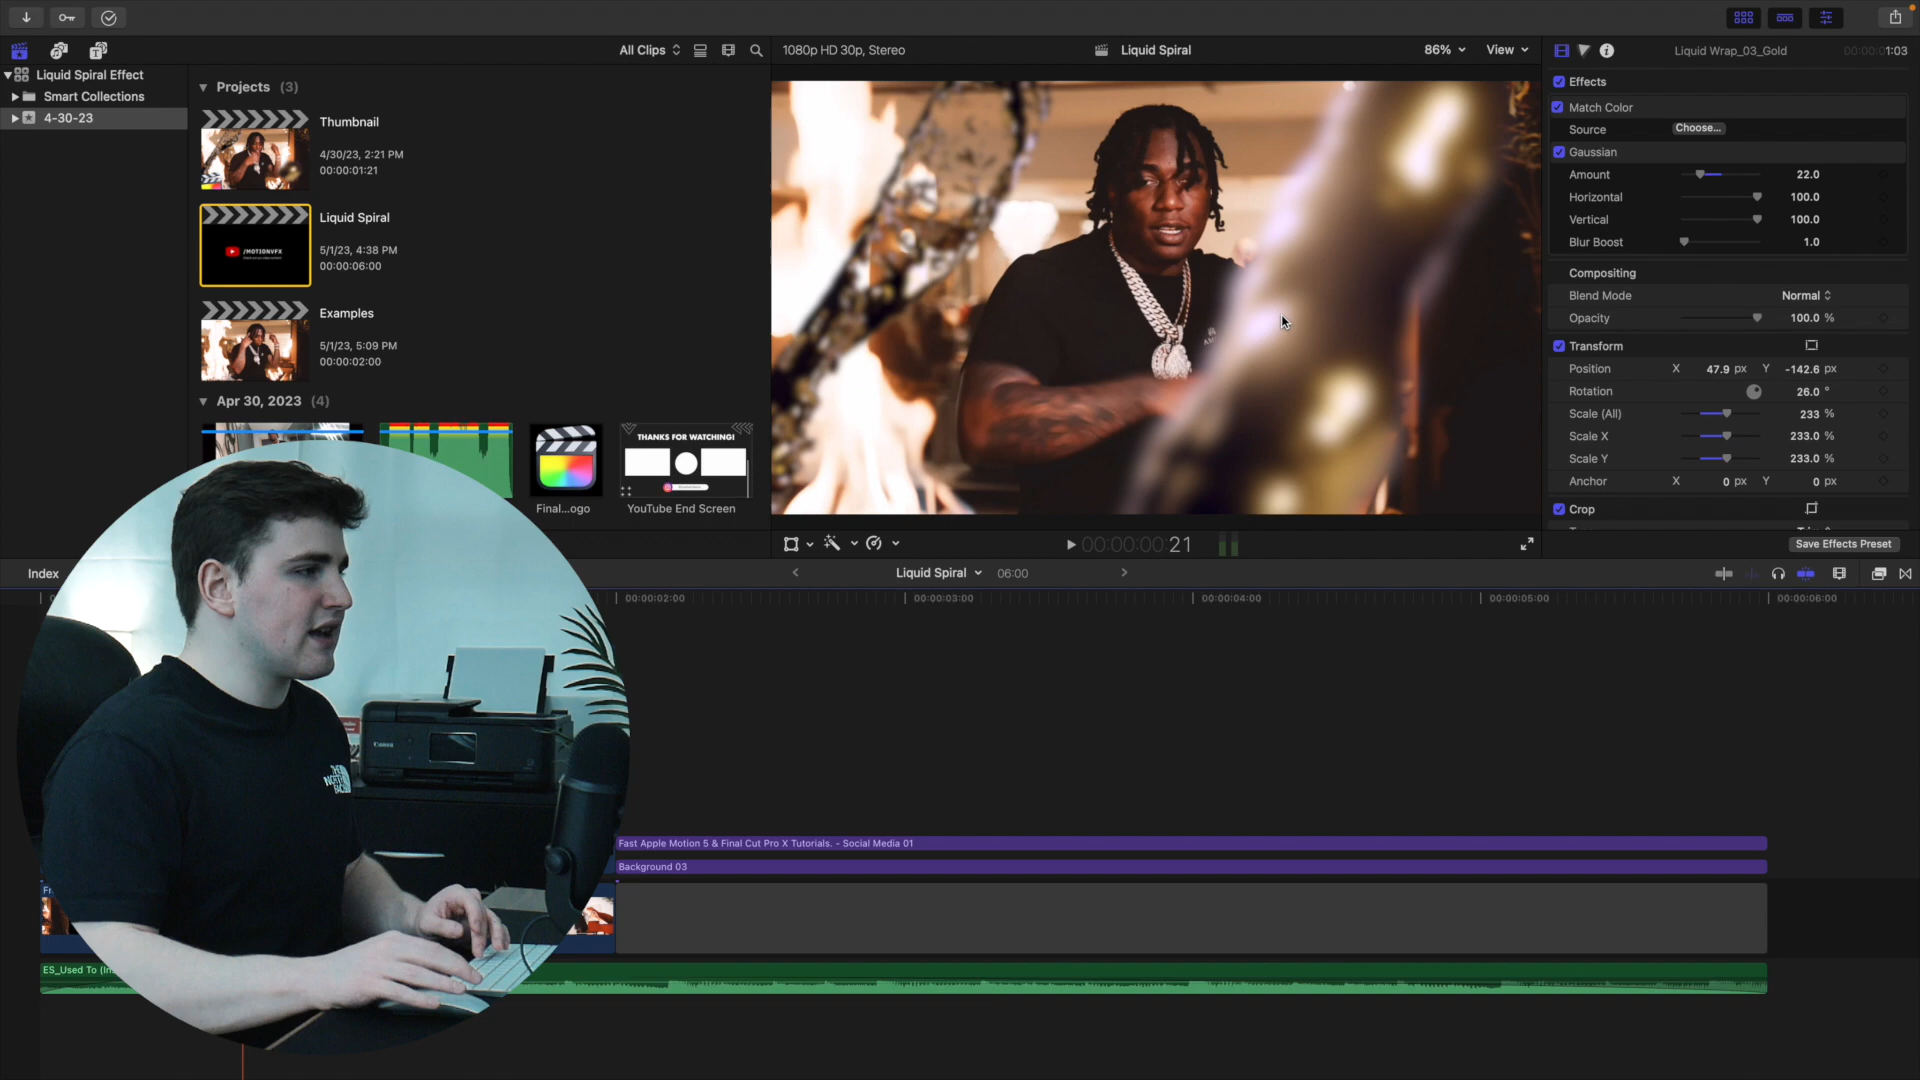 All Clips
1080p HD 30p, Stereo
Liquid Spiral
86%
View
Liquid Wrap_03_Gold
00:00:01:03
Liquid Spiral Effect
Smart Collections
4-30-23
Projects (3)
Thumbnail
4/30/23, 2:21 PM
00:00:01:21
/MOTIONVFX
Liquid Spiral
5/1/23, 4:38 PM
00:00:06:00
Examples
5/1/23, 5:09 PM
00:00:02:00
Apr 30, 2023 (4)
THANKS FOR WATCHING!
Final...ogo
YouTube End Screen
Effects
Match Color
Source
Choose...
Gaussian
Amount 22.0
Horizontal 100.0
Vertical 100.0
Blur Boost 1.0
Compositing
Blend Mode Normal
Opacity 100.0 %
Transform
Position X 47.9 px Y -142.6 px
Rotation 26.0 °
Scale (All) 233 %
Scale X 233.0 %
Scale Y 233.0 %
Anchor X 0 px Y 0 px
Crop
Save Effects Preset
00:00:00:21
Index
Liquid Spiral 06:00
00:00:02:00
00:00:03:00
00:00:04:00
00:00:05:00
00:00:06:00
Fast Apple Motion 5 & Final Cut Pro X Tutorials. - Social Media 01
Background 03
ES_Used To
Canon
THE
NORTH
FACE